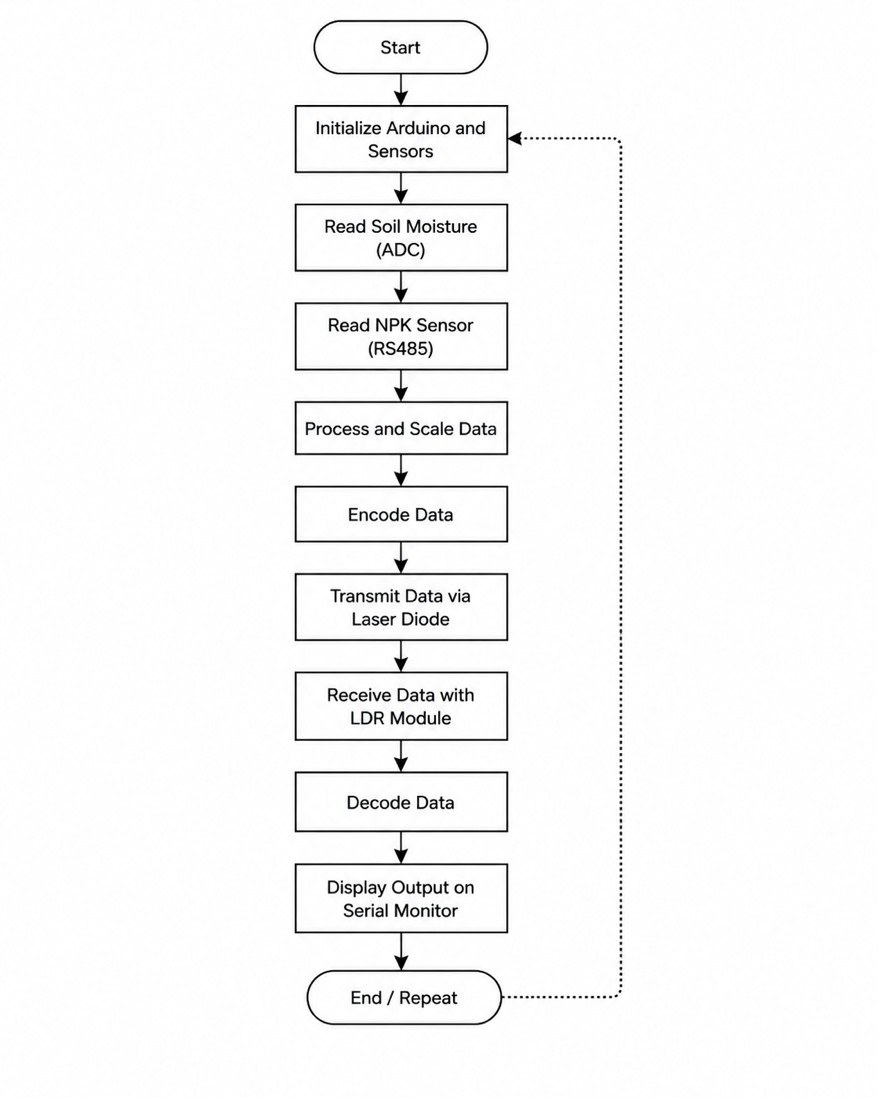 Start
Initialize Arduino and
Sensors
Read Soil Moisture
(ADC)
Read NPK Sensor
(RS485)
Process and Scale Data
Encode Data
Transmit Data via
Laser Diode
Receive Data with
LDR Module
Decode Data
Display Output on
Serial Monitor
End / Repeat